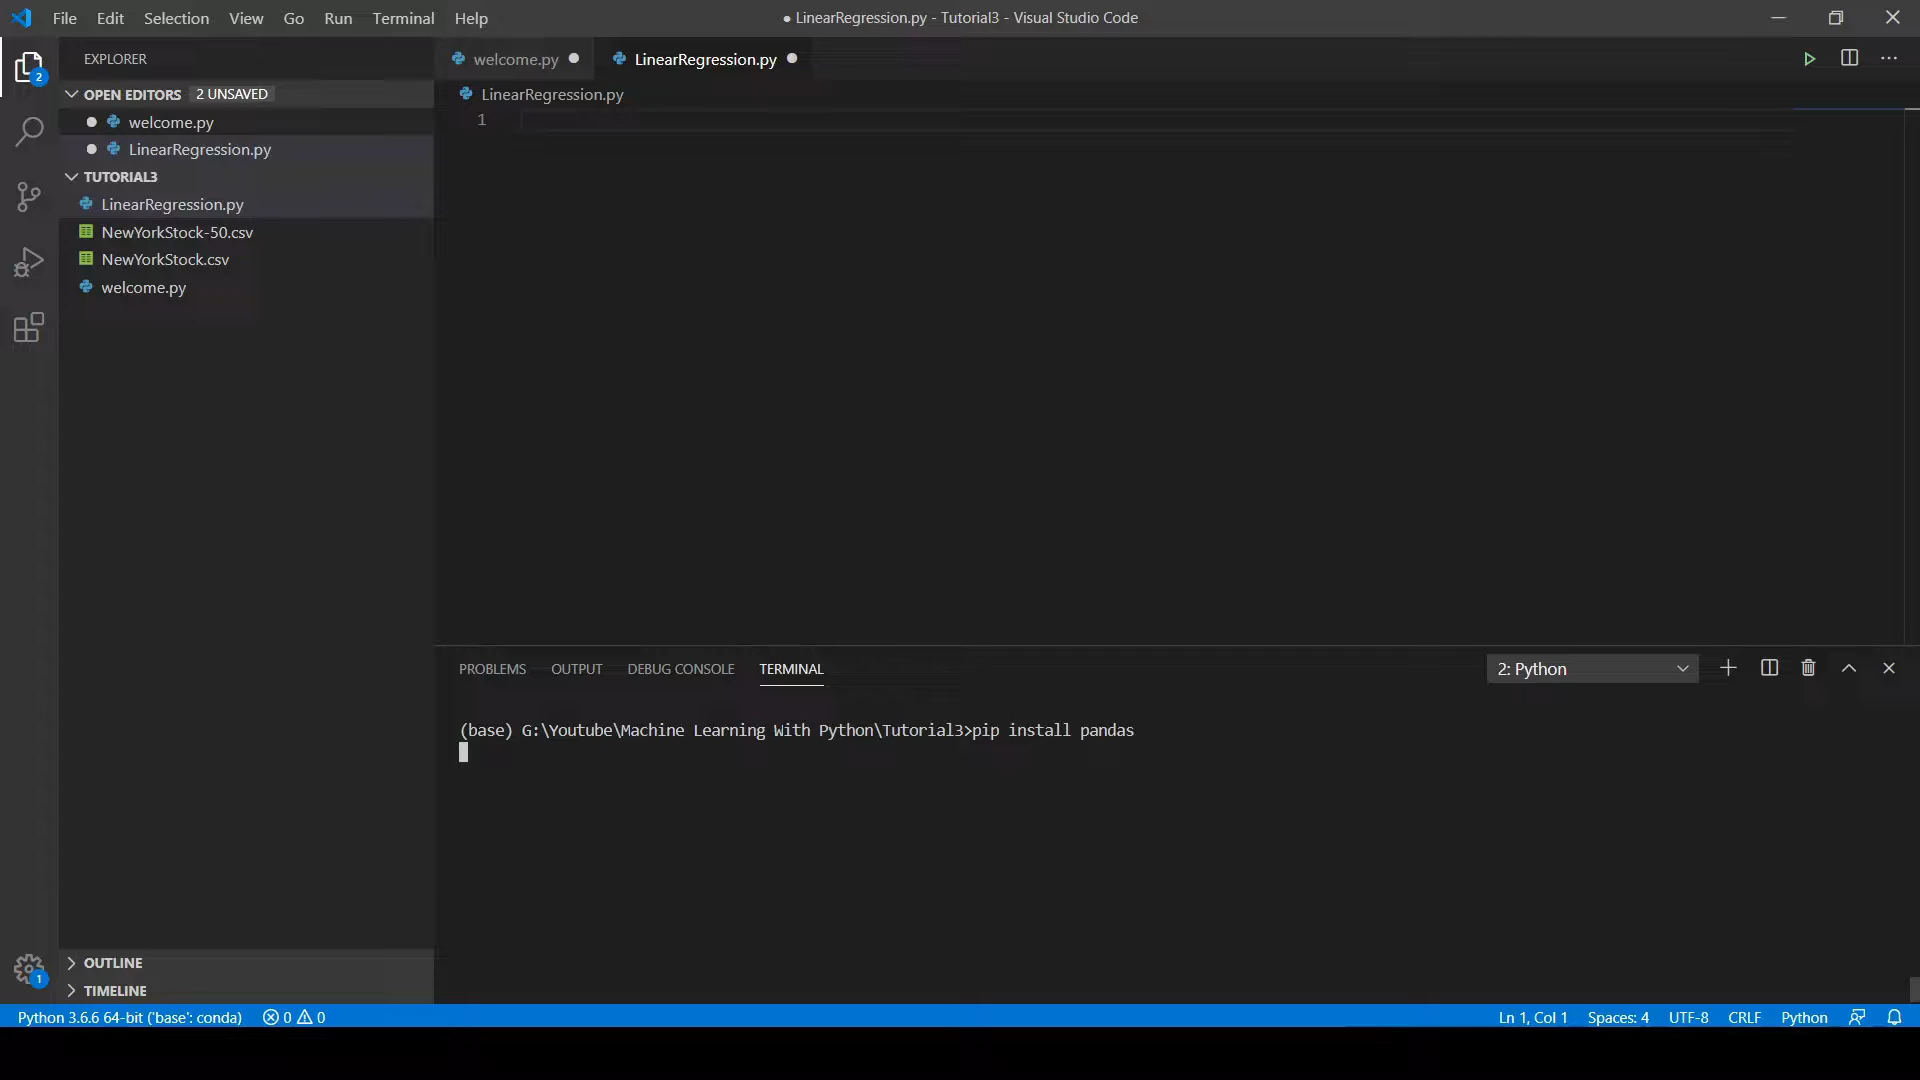 File Edit Selection View Go Run Terminal Help
● LinearRegression.py - Tutorial3 - Visual Studio Code
EXPLORER
OPEN EDITORS 2 UNSAVED
welcome.py
LinearRegression.py
TUTORIAL3
LinearRegression.py
NewYorkStock-50.csv
NewYorkStock.csv
welcome.py
OUTLINE
TIMELINE
2
1
welcome.py
LinearRegression.py
LinearRegression.py
1
PROBLEMS OUTPUT DEBUG CONSOLE TERMINAL
2: Python
(base) G:\Youtube\Machine Learning With Python\Tutorial3>pip install pandas
Python 3.6.6 64-bit ('base': conda) 0 0
Ln 1, Col 1 Spaces: 4 UTF-8 CRLF Python